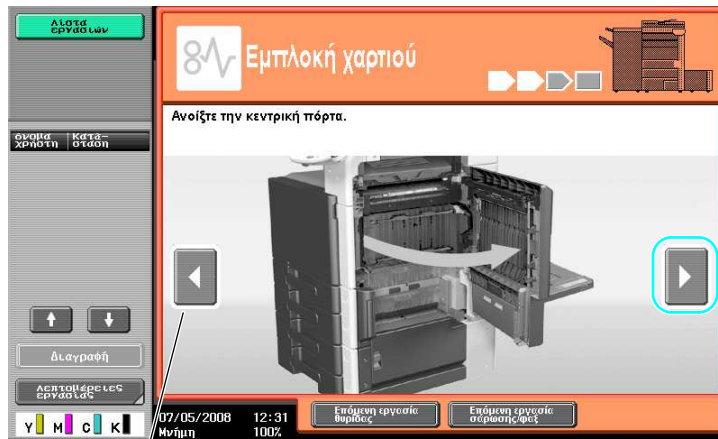 Λίστα
εργασιών
Εμπλοκή χαρτιού
Ανοίξτε την κεντρική πόρτα.
όνομα
χρήστη
Κατά-
σταση
Διαγραφή
Λεπτομέρειες
εργασίας
Y M C K
07/05/2008 12:31
Μνήμη 100%
Επόμενη εργασία
θυρίδας
Επόμενη εργασία
σάρωσης/φαξ